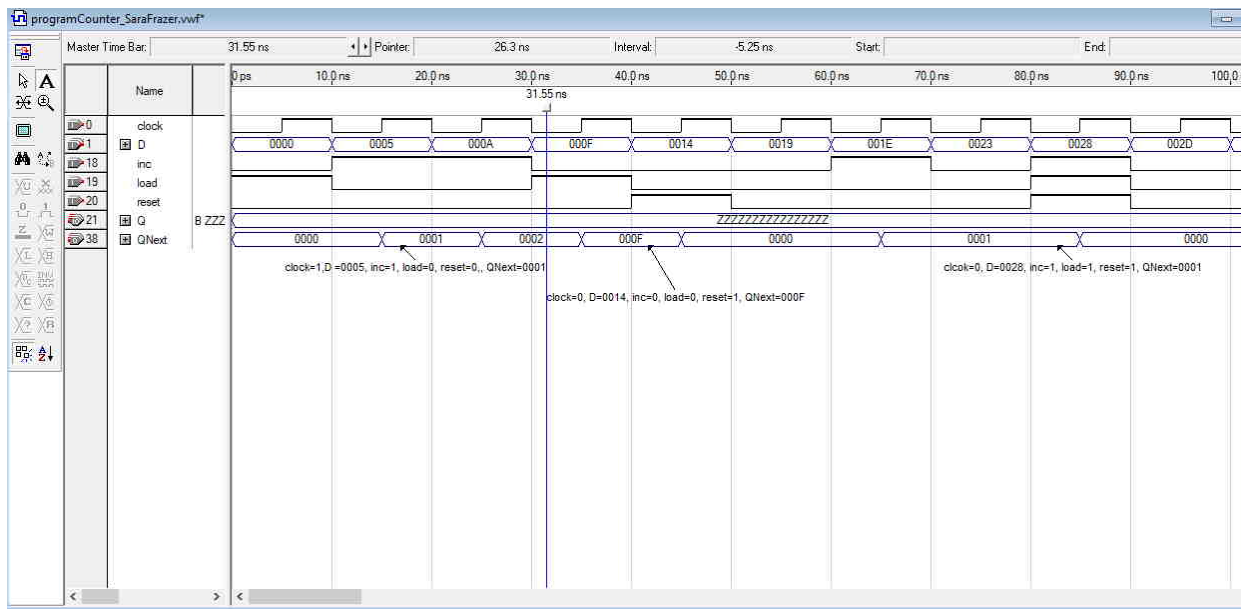 programCounter_SaraFrazer.vwf*
Master Time Bar: 31.55 ns Pointer: 26.3 ns Interval: -5.25 ns Start: End:
Name
0 ps 10.0 ns 20.0 ns 30.0 ns 40.0 ns 50.0 ns 60.0 ns 70.0 ns 80.0 ns 90.0 ns 100.0
31.55 ns
0 clock
1 D 0000 0005 000A 000F 0014 0019 001E 0023 0028 002D
18 inc
19 load
20 reset
21 Q B ZZZ ZZZZZZZZZZZZZZZZ
38 QNext 0000 0001 0002 000F 0000 0001 0000
clock=1,D =0005, inc=1, load=0, reset=0,, QNext=0001
clcok=0, D=0028, inc=1, load=1, reset=1, QNext=0001
clock=0, D=0014, inc=0, load=0, reset=1, QNext=000F